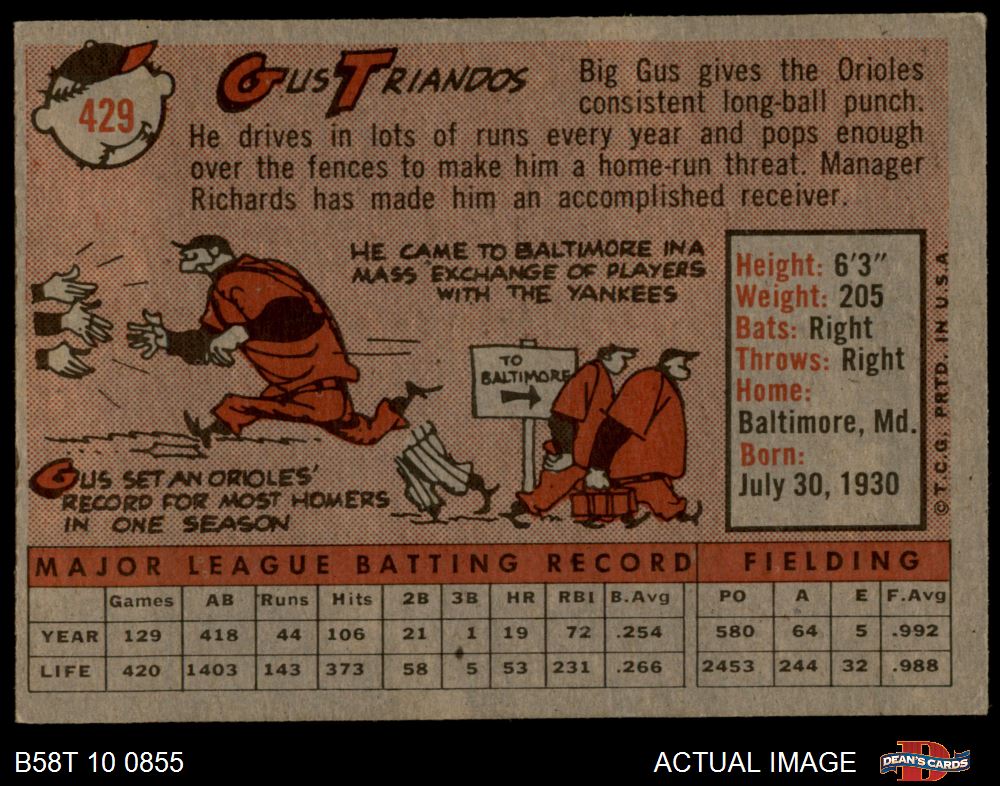 429
Gus Triandos
Big Gus gives the Orioles
consistent long-ball punch.
He drives in lots of runs every year and pops enough
over the fences to make him a home-run threat. Manager
Richards has made him an accomplished receiver.
HE CAME TO BALTIMORE IN A
MASS EXCHANGE OF PLAYERS
WITH THE YANKEES
TO
BALTIMORE
GUS SET AN ORIOLES'
RECORD FOR MOST HOMERS
IN ONE SEASON
Height: 6'3"
Weight: 205
Bats: Right
Throws: Right
Home:
Baltimore, Md.
Born:
July 30, 1930
© T.C.G. PRTD. IN U.S.A.
MAJOR LEAGUE BATTING RECORD FIELDING
Games AB Runs Hits 2B 3B HR RBI B.Avg PO A E F.Avg
YEAR 129 418 44 106 21 1 19 72 .254 580 64 5 .992
LIFE 420 1403 143 373 58 5 53 231 .266 2453 244 32 .988
B58T 10 0855 ACTUAL IMAGE
D
DEAN'S CARDS